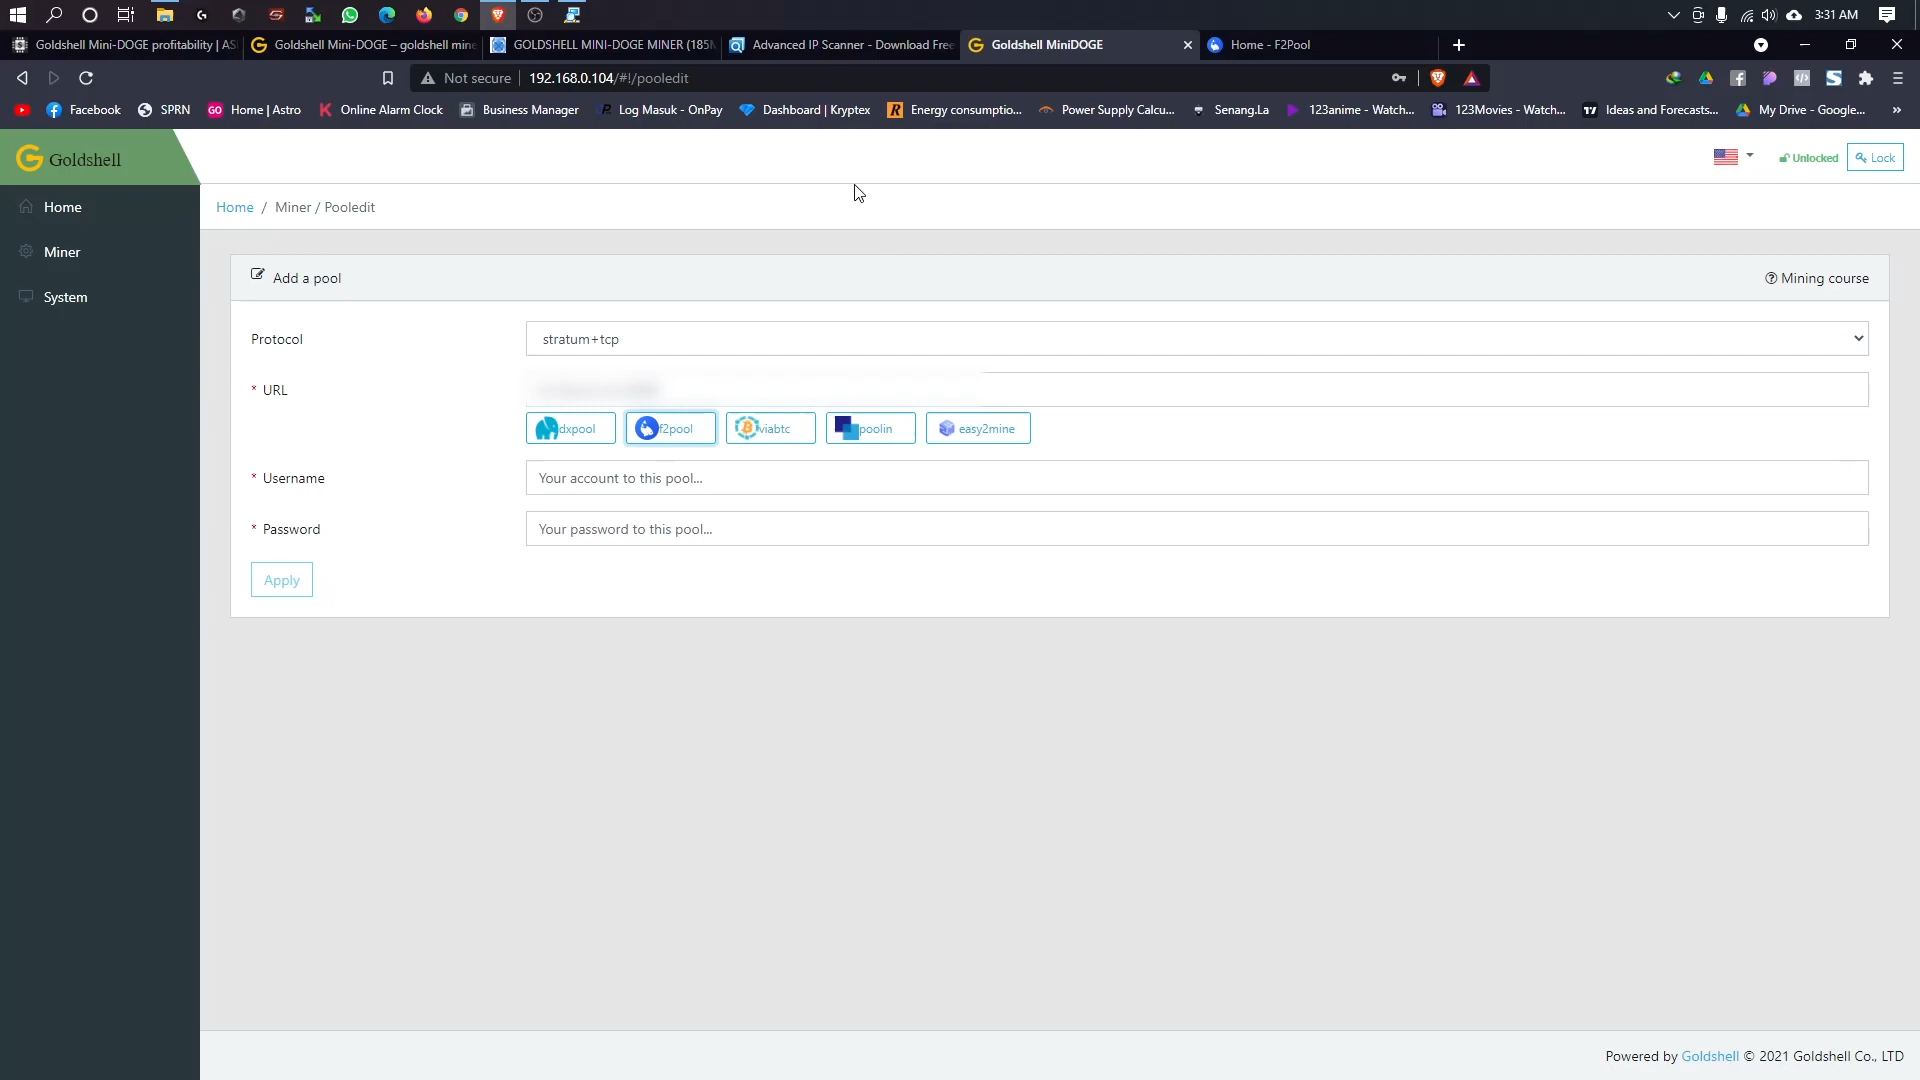 3:31 AM
Goldshell Mini-DOGE profitability | AS
Goldshell Mini-DOGE – goldshell mine
GOLDSHELL MINI-DOGE MINER (185M
Advanced IP Scanner - Download Free
Goldshell MiniDOGE
Home - F2Pool
Not secure
192.168.0.104/#!/pooledit
Facebook
SPRN
Home | Astro
Online Alarm Clock
Business Manager
Log Masuk - OnPay
Dashboard | Kryptex
Energy consumptio...
Power Supply Calcu...
Senang.La
123anime - Watch...
123Movies - Watch...
Ideas and Forecasts...
My Drive - Google...
Goldshell
Unlocked
Lock
Home
Miner
System
Home / Miner / Pooledit
Add a pool
Mining course
Protocol
stratum+tcp
* URL
dxpool
f2pool
viabtc
poolin
easy2mine
* Username
Your account to this pool...
* Password
Your password to this pool...
Apply
Powered by Goldshell © 2021 Goldshell Co., LTD